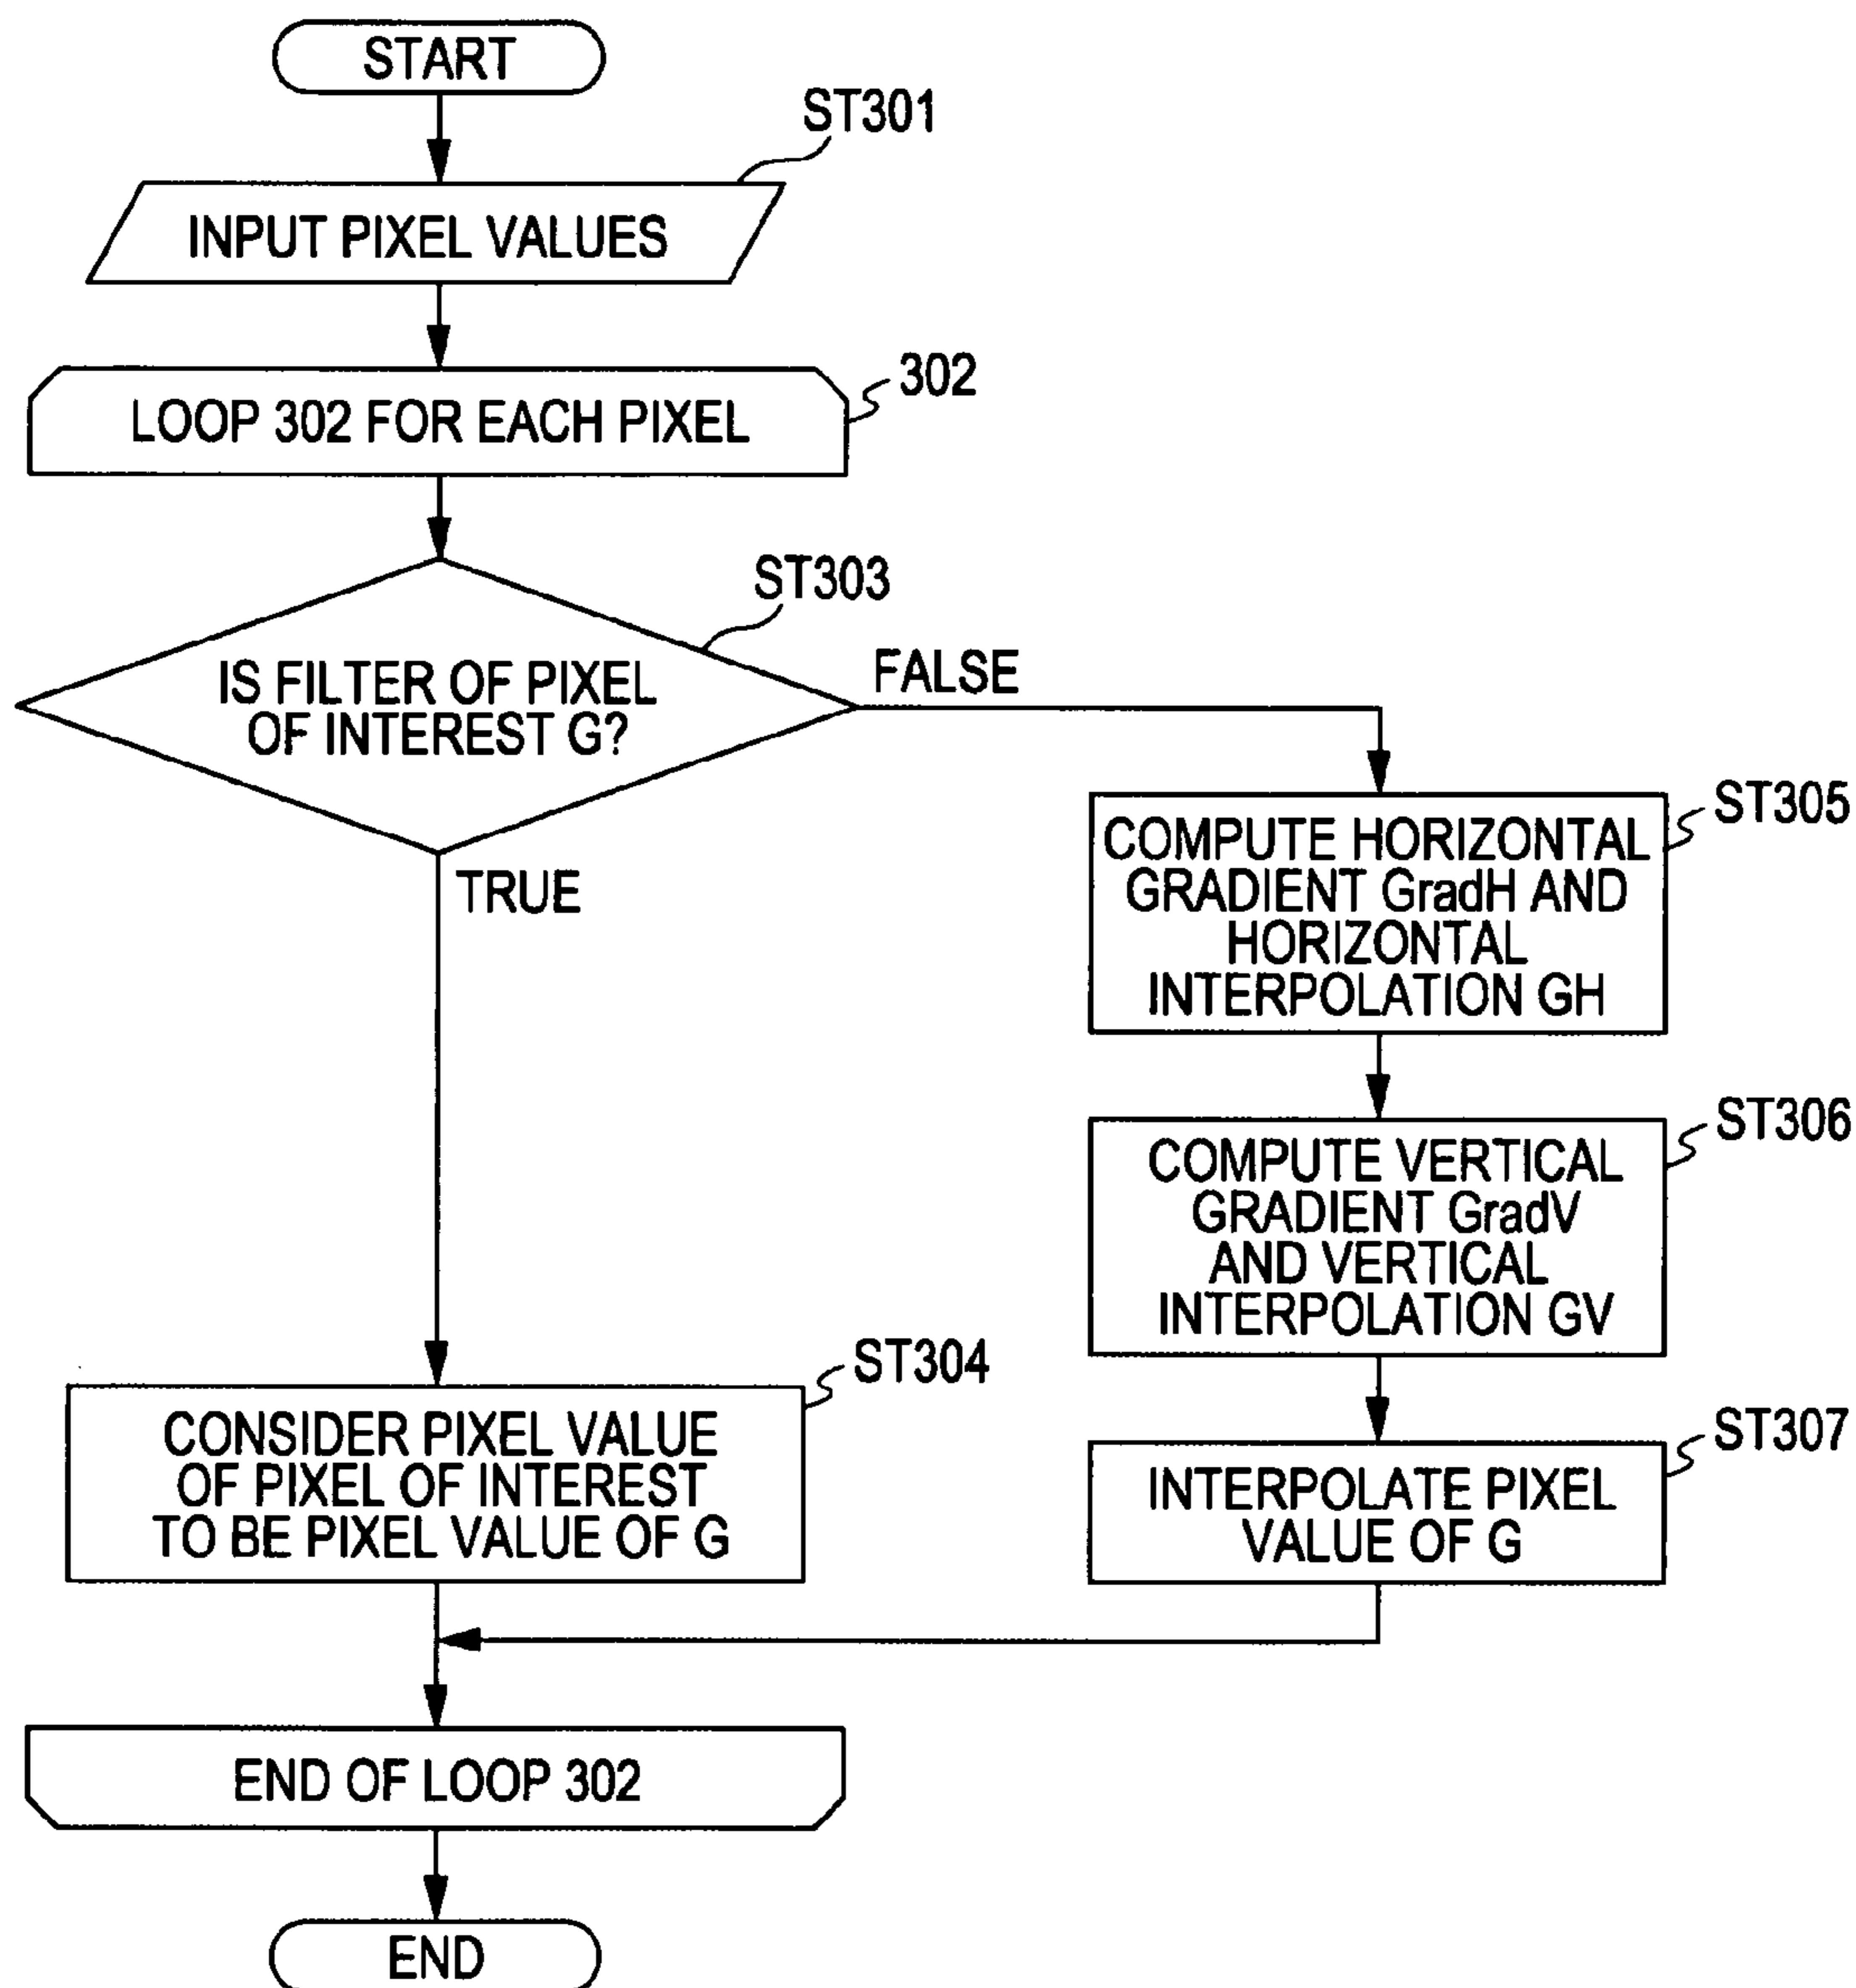 START
ST301
INPUT PIXEL VALUES
302
LOOP 302 FOR EACH PIXEL
ST303
IS FILTER OF PIXEL
OF INTEREST G?
FALSE
TRUE
ST305
COMPUTE HORIZONTAL
GRADIENT GradH AND
HORIZONTAL
INTERPOLATION GH
ST306
COMPUTE VERTICAL
GRADIENT GradV
AND VERTICAL
INTERPOLATION GV
ST304
CONSIDER PIXEL VALUE
OF PIXEL OF INTEREST
TO BE PIXEL VALUE OF G
ST307
INTERPOLATE PIXEL
VALUE OF G
END OF LOOP 302
END